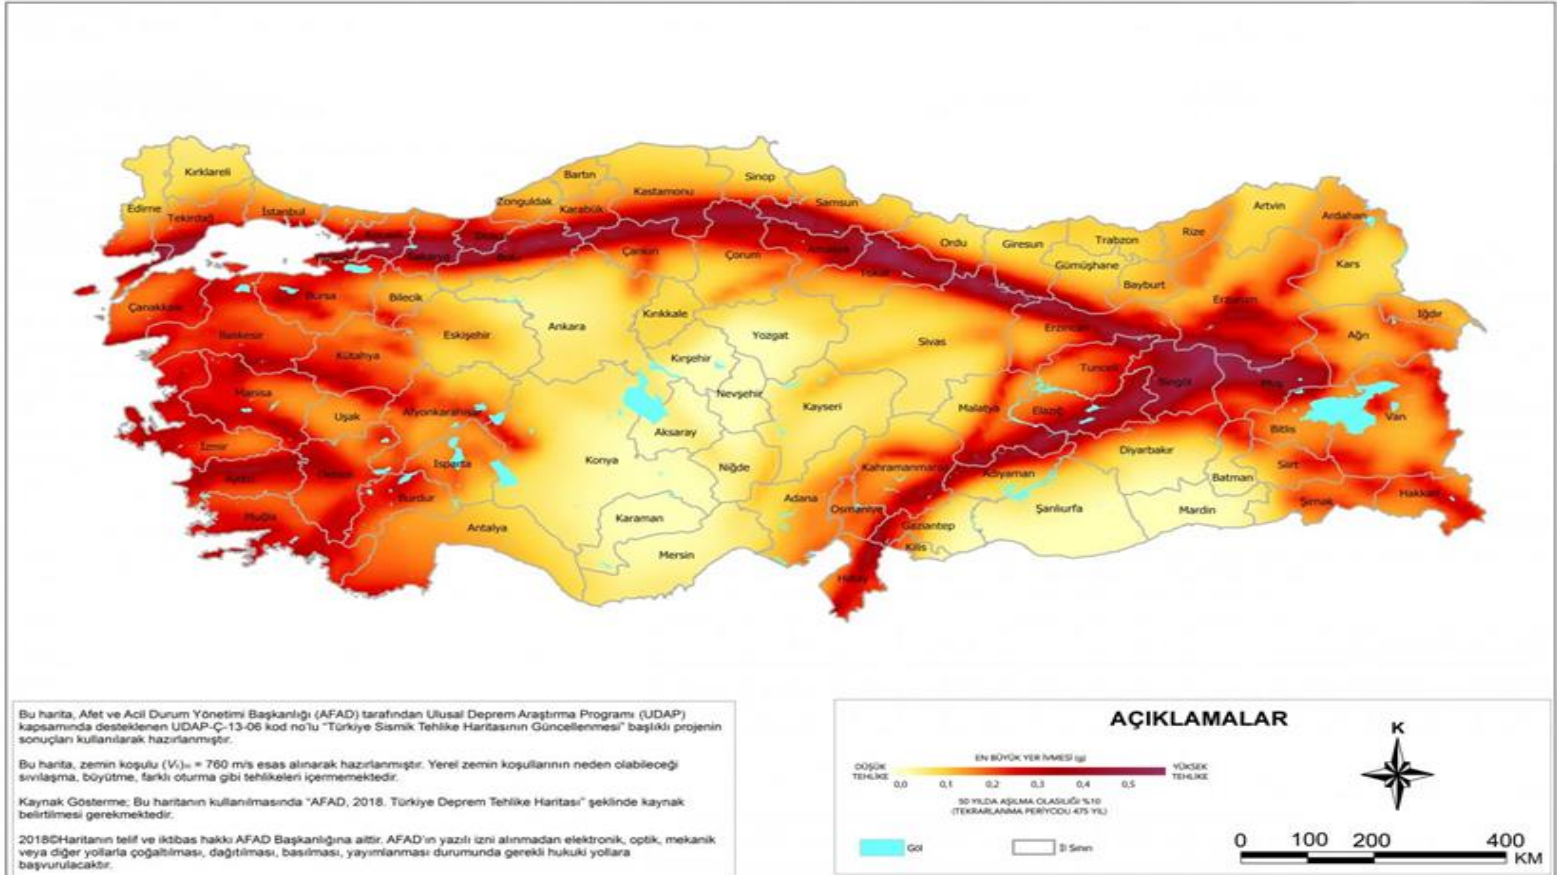 Kırklareli
Edirne
Tekirdağ
İstanbul
Zonguldak
Bartın
Karabük
Kastamonu
Sinop
Samsun
Ordu
Giresun
Trabzon
Rize
Artvin
Ardahan
Kars
Gümüşhane
Bayburt
Erzurum
Iğdır
Ağrı
Çanakkale
Balıkesir
Bursa
Bilecik
Sakarya
Bolu
Çankırı
Çorum
Amasya
Tokat
Eskişehir
Ankara
Kırıkkale
Yozgat
Sivas
Erzincan
Tunceli
Bingöl
Muş
Kütahya
Kırşehir
Nevşehir
Kayseri
Malatya
Elazığ
Bitlis
Van
Manisa
Uşak
Afyonkarahisar
Aksaray
İzmir
Aydın
Denizli
Isparta
Burdur
Konya
Niğde
Kahramanmaraş
Adıyaman
Diyarbakır
Batman
Siirt
Şırnak
Hakkari
Muğla
Antalya
Karaman
Mersin
Adana
Osmaniye
Gaziantep
Kilis
Şanlıurfa
Mardin
Hatay
Bu harita, Afet ve Acil Durum Yönetimi Başkanlığı (AFAD) tarafından Ulusal Deprem Araştırma Programı (UDAP)
kapsamında desteklenen UDAP-Ç-13-06 kod no'lu "Türkiye Sismik Tehlike Haritasının Güncellenmesi" başlıklı projenin
sonuçları kullanılarak hazırlanmıştır.
Bu harita, zemin koşulu (Vs)30 = 760 m/s esas alınarak hazırlanmıştır. Yerel zemin koşullarının neden olabileceği
sıvılaşma, büyütme, farklı oturma gibi tehlikeleri içermemektedir.
Kaynak Gösterme; Bu haritanın kullanılmasında "AFAD, 2018. Türkiye Deprem Tehlike Haritası" şeklinde kaynak
belirtilmesi gerekmektedir.
2018©Haritanın telif ve iktibas hakkı AFAD Başkanlığına aittir. AFAD'ın yazılı izni alınmadan elektronik, optik, mekanik
veya diğer yollarla çoğaltılması, dağıtılması, basılması, yayımlanması durumunda gerekli hukuki yollara
başvurulacaktır.
AÇIKLAMALAR
EN BÜYÜK YER İVMESİ (g)
DÜŞÜK TEHLİKE
YÜKSEK TEHLİKE
0,0 0,1 0,2 0,3 0,4 0,5
50 YILDA AŞILMA OLASILIĞI %10
(TEKRARLANMA PERİYODU 475 YIL)
Göl
İl Sınırı
K
0 100 200 400
KM